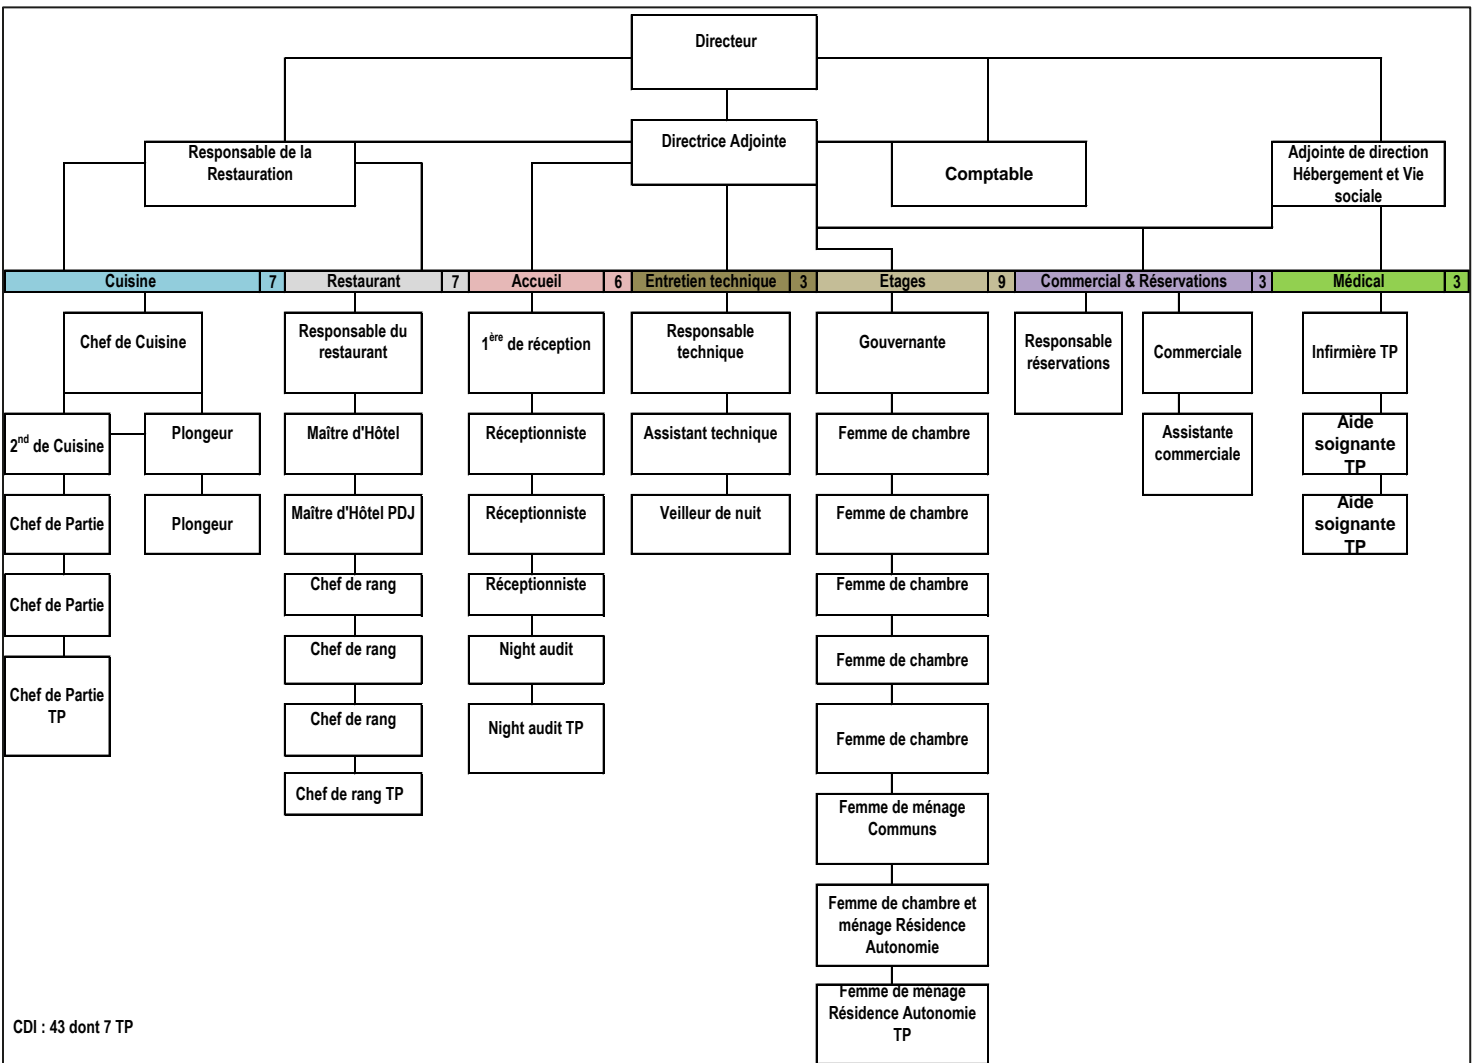 Directeur
Directrice Adjointe
Responsable de la
Restauration
Comptable
Adjointe de direction
Hébergement et Vie
sociale
Cuisine 7
Restaurant 7
Accueil 6
Entretien technique 3
Etages 9
Commercial & Réservations 3
Médical 3
Chef de Cuisine
2nd de Cuisine
Plongeur
Chef de Partie
Plongeur
Chef de Partie
Chef de Partie
TP
Responsable du
restaurant
Maître d'Hôtel
Maître d'Hôtel PDJ
Chef de rang
Chef de rang
Chef de rang
Chef de rang TP
1ère de réception
Réceptionniste
Réceptionniste
Réceptionniste
Night audit
Night audit TP
Responsable
technique
Assistant technique
Veilleur de nuit
Gouvernante
Femme de chambre
Femme de chambre
Femme de chambre
Femme de chambre
Femme de chambre
Femme de ménage
Communs
Femme de chambre et
ménage Résidence
Autonomie
Femme de ménage
Résidence Autonomie
TP
Responsable
réservations
Commerciale
Assistante
commerciale
Infirmière TP
Aide
soignante
TP
Aide
soignante
TP
CDI : 43 dont 7 TP